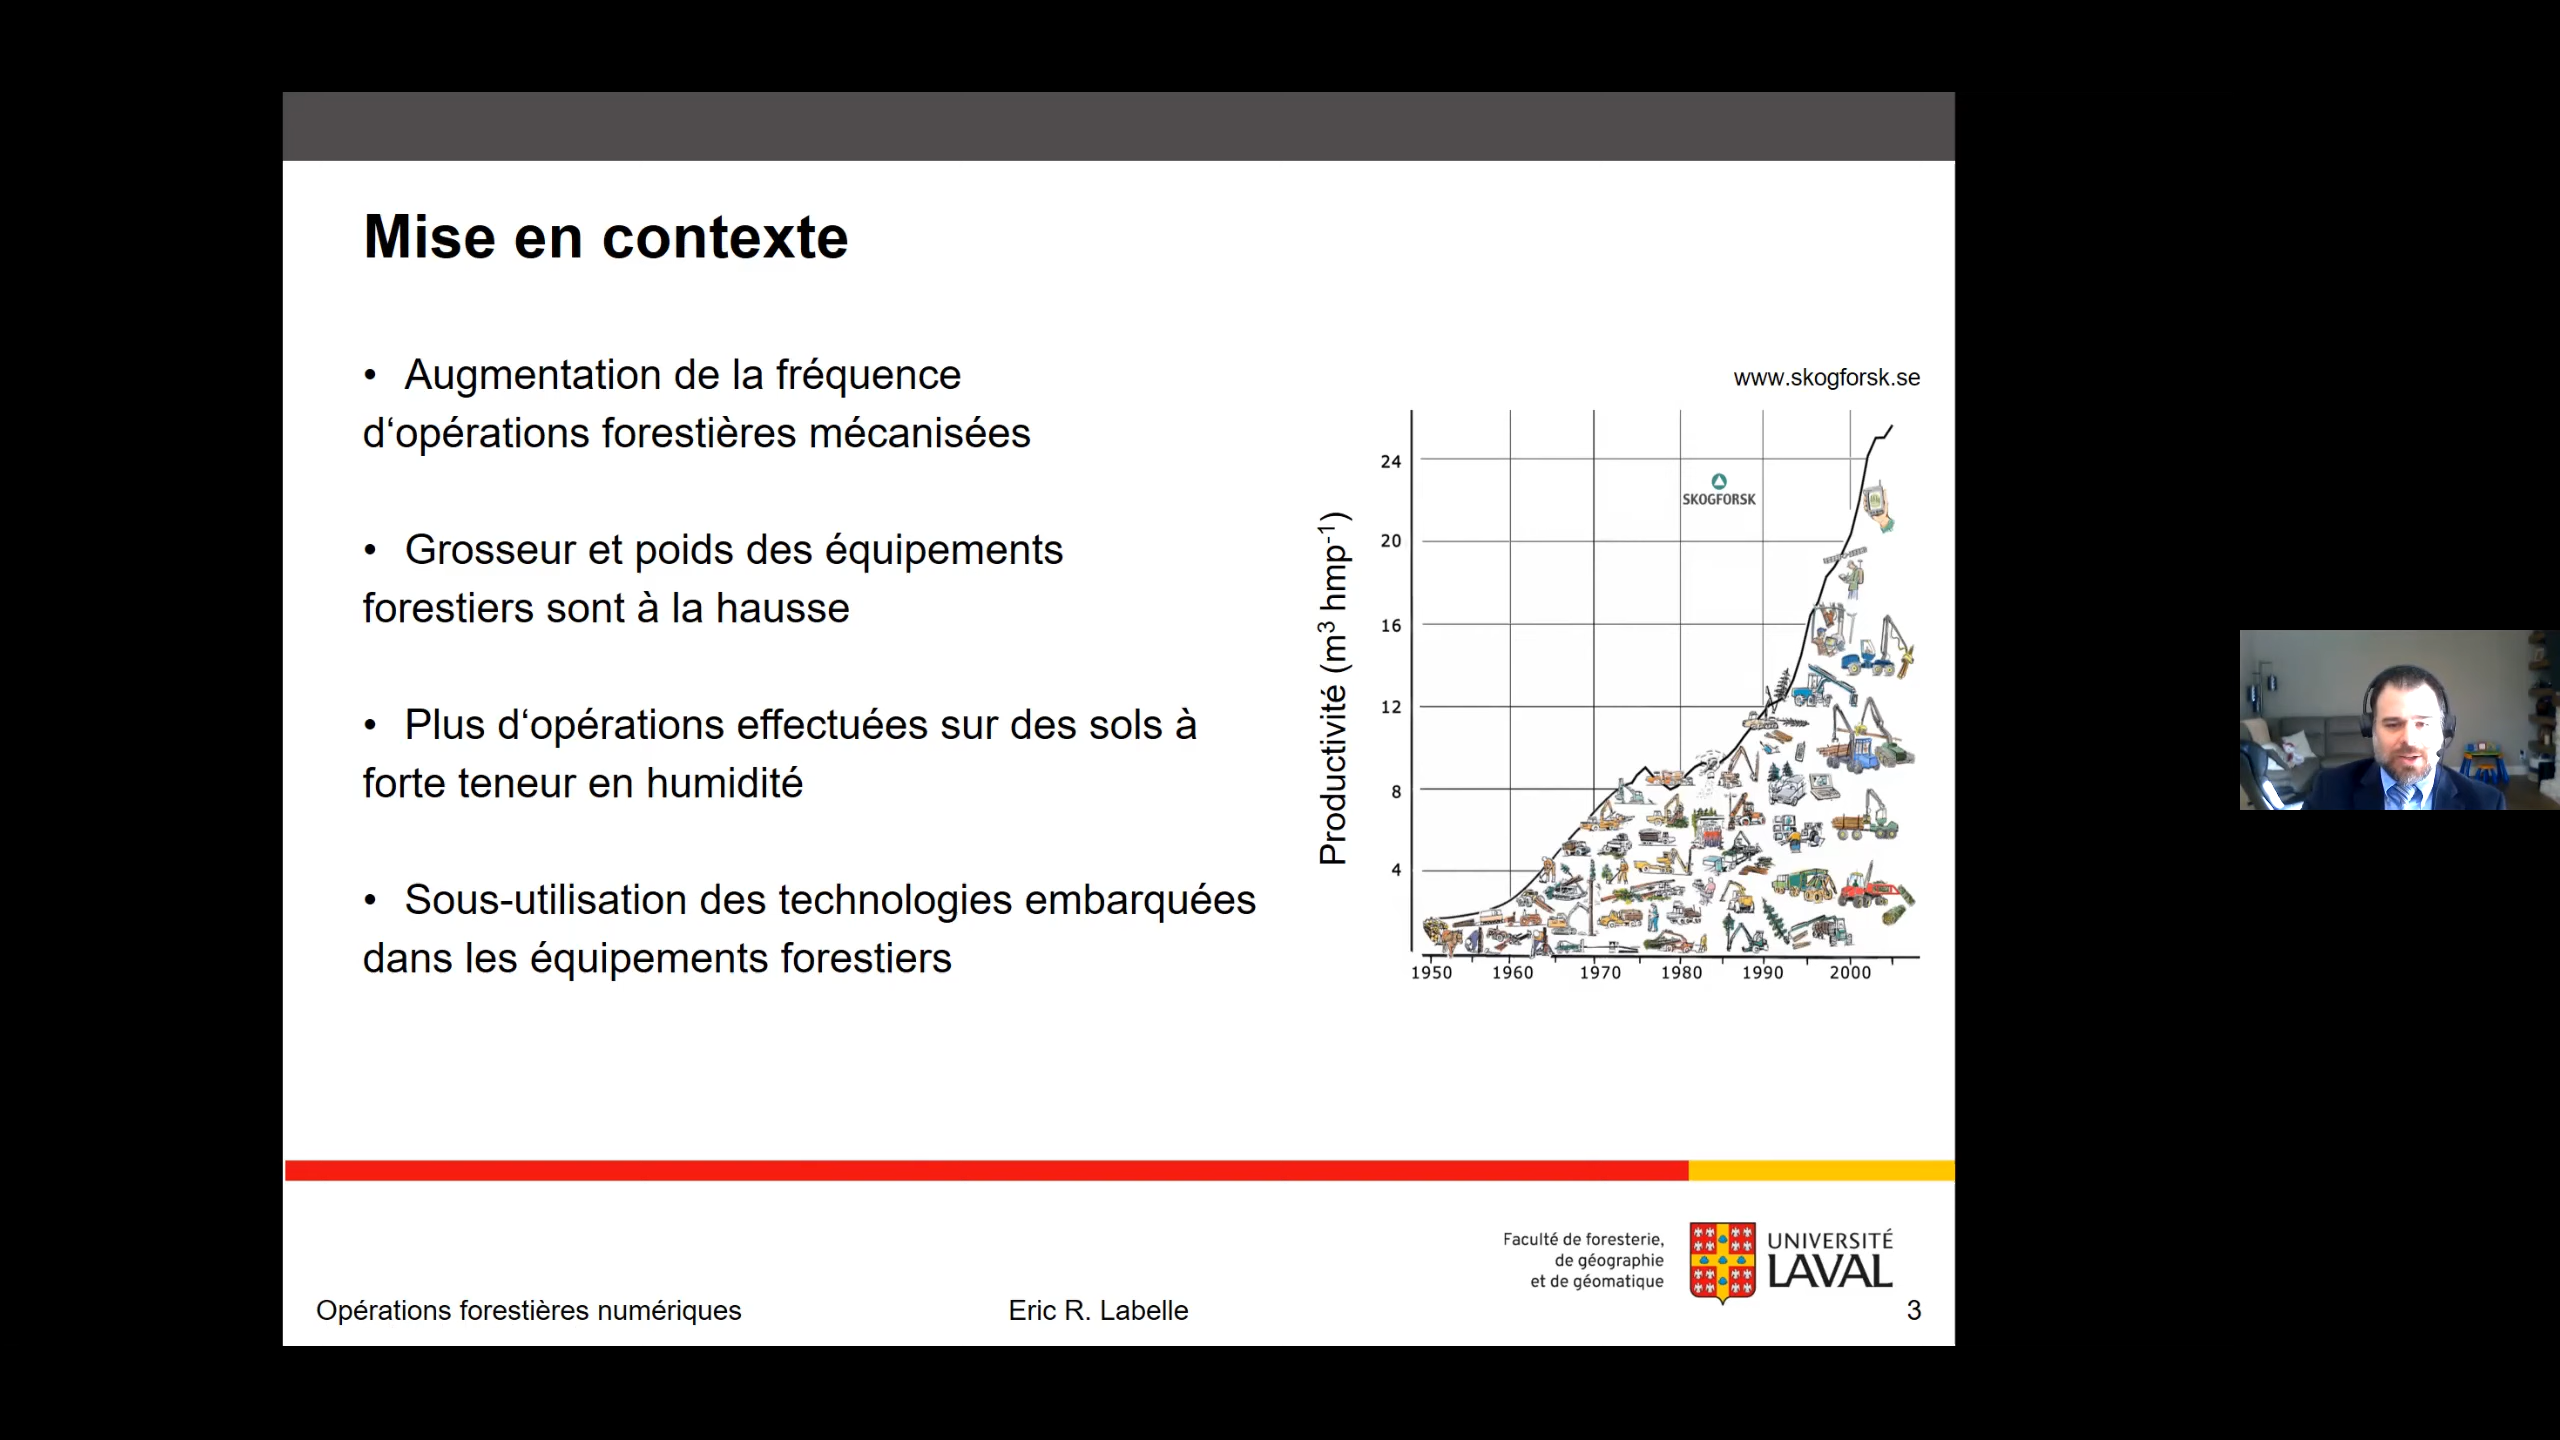 Mise en contexte
• Augmentation de la fréquence
d‘opérations forestières mécanisées
• Grosseur et poids des équipements
forestiers sont à la hausse
• Plus d‘opérations effectuées sur des sols à
forte teneur en humidité
• Sous-utilisation des technologies embarquées
dans les équipements forestiers
www.skogforsk.se
SKOGFORSK
Productivité (m³ hmp⁻¹)
24
20
16
12
8
4
1950 1960 1970 1980 1990 2000
Faculté de foresterie,
de géographie
et de géomatique
UNIVERSITÉ
LAVAL
Opérations forestières numériques
Eric R. Labelle
3